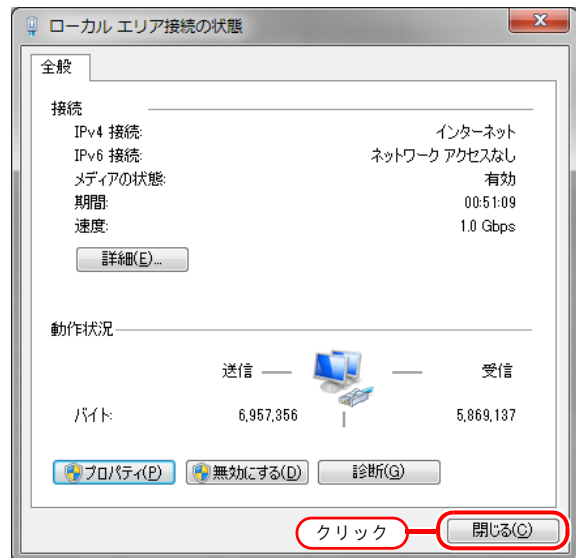 ローカル エリア接続の状態
全般
接続
IPv4 接続: インターネット
IPv6 接続: ネットワーク アクセスなし
メディアの状態: 有効
期間: 00:51:09
速度: 1.0 Gbps
詳細(E)...
動作状況
送信 受信
バイト: 6,957,356 5,869,137
プロパティ(P) 無効にする(D) 診断(G)
クリック 閉じる(C)